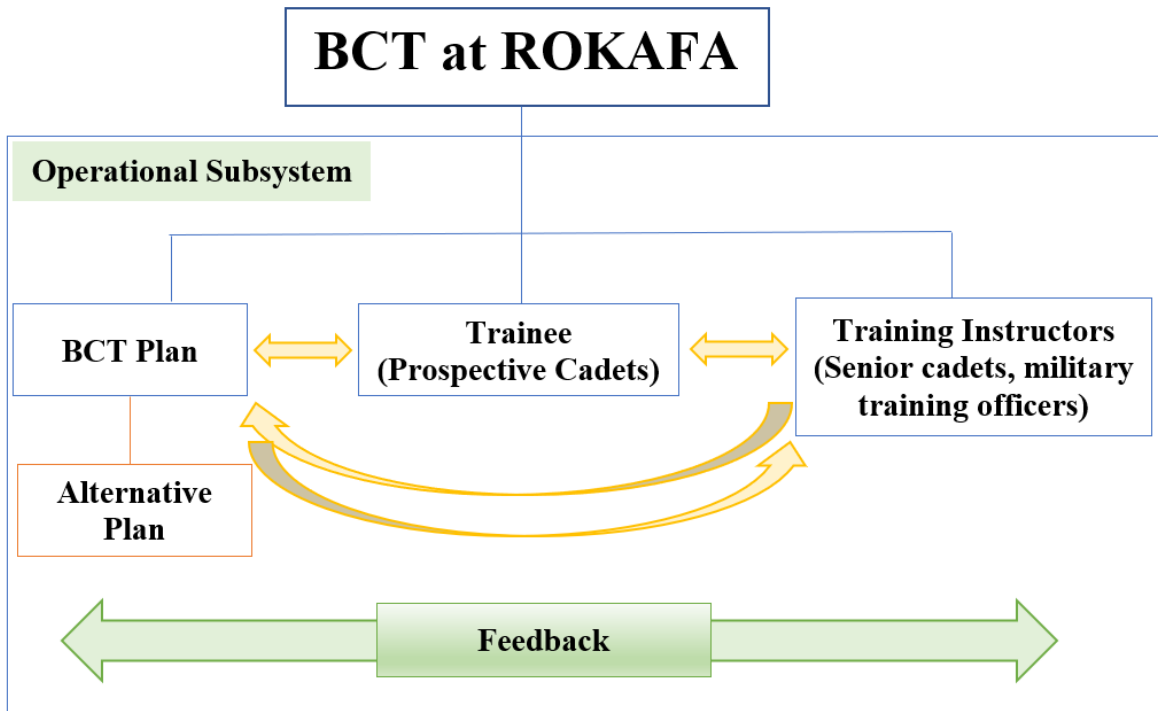 BCT at ROKAFA
Operational Subsystem
BCT Plan
Trainee
(Prospective Cadets)
Training Instructors
(Senior cadets, military
training officers)
Alternative
Plan
Feedback